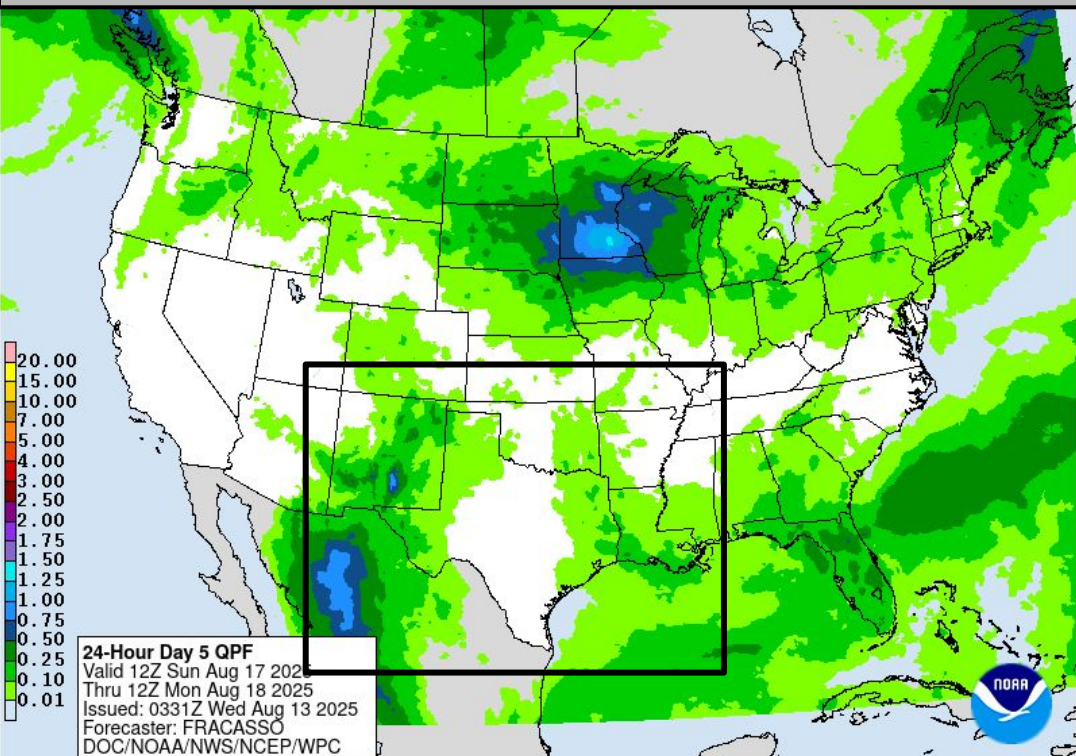 20.00
15.00
10.00
7.00
5.00
4.00
3.00
2.50
2.00
1.75
1.50
1.25
1.00
0.75
0.50
0.25
0.10
0.01
24-Hour Day 5 QPF
Valid 12Z Sun Aug 17 2025
Thru 12Z Mon Aug 18 2025
Issued: 0331Z Wed Aug 13 2025
Forecaster: FRACASSO
DOC/NOAA/NWS/NCEP/WPC
NOAA